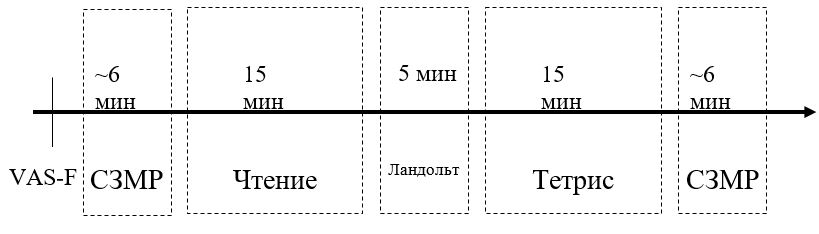 ~6
мин
15
мин
5 мин
15
мин
~6
мин
VAS-F
СЗМР
Чтение
Ландольт
Тетрис
СЗМР